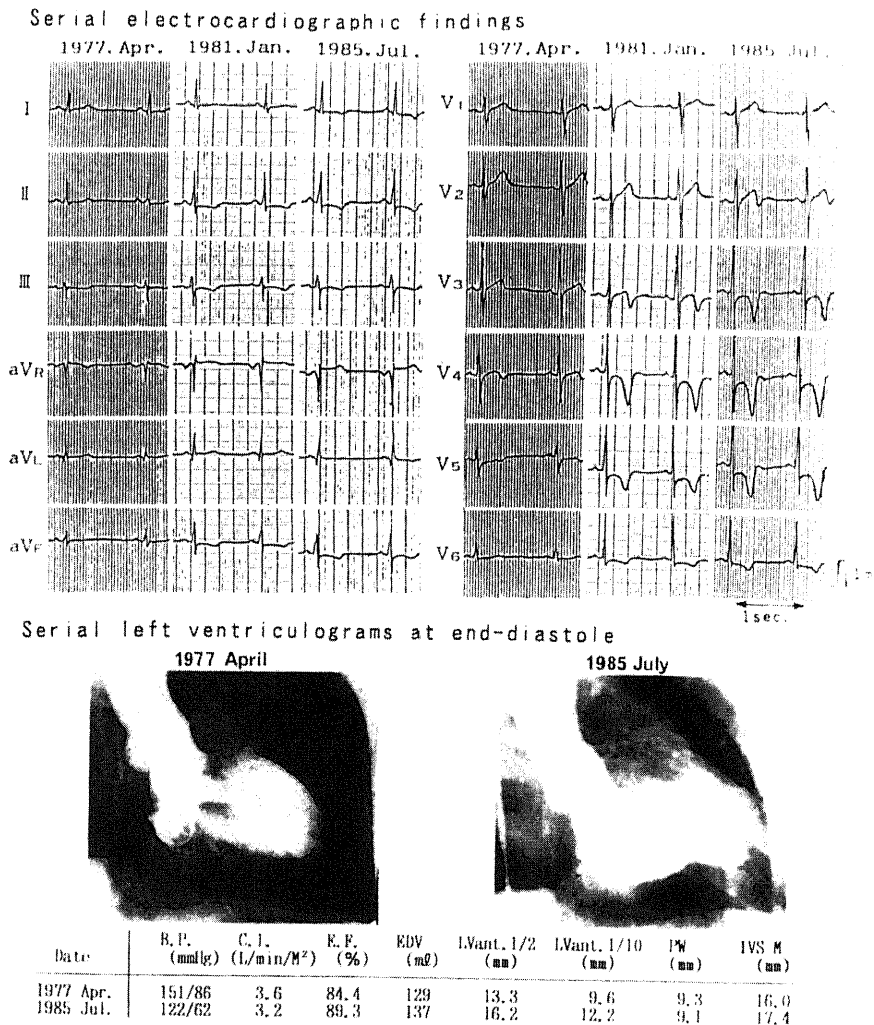 Serial electrocardiographic findings
1977. Apr. 1981. Jan. 1985. Jul. 1977. Apr. 1981. Jan. 1985 Jul.
I V1
II V2
III V3
aVR V4
aVL V5
aVF V6
1sec.
Serial left ventriculograms at end-diastole
1977 April 1985 July
Date B.P. (mmHg) C.I. (L/min/M²) E.F. (%) EDV (mℓ) LVant.1/2 (mm) LVant.1/10 (mm) PW (mm) IVS M (mm)
1977 Apr. 151/86 3.6 84.4 129 13.3 9.6 9.3 16.0
1985 Jul. 122/62 3.2 89.3 137 16.2 12.2 9.1 17.4